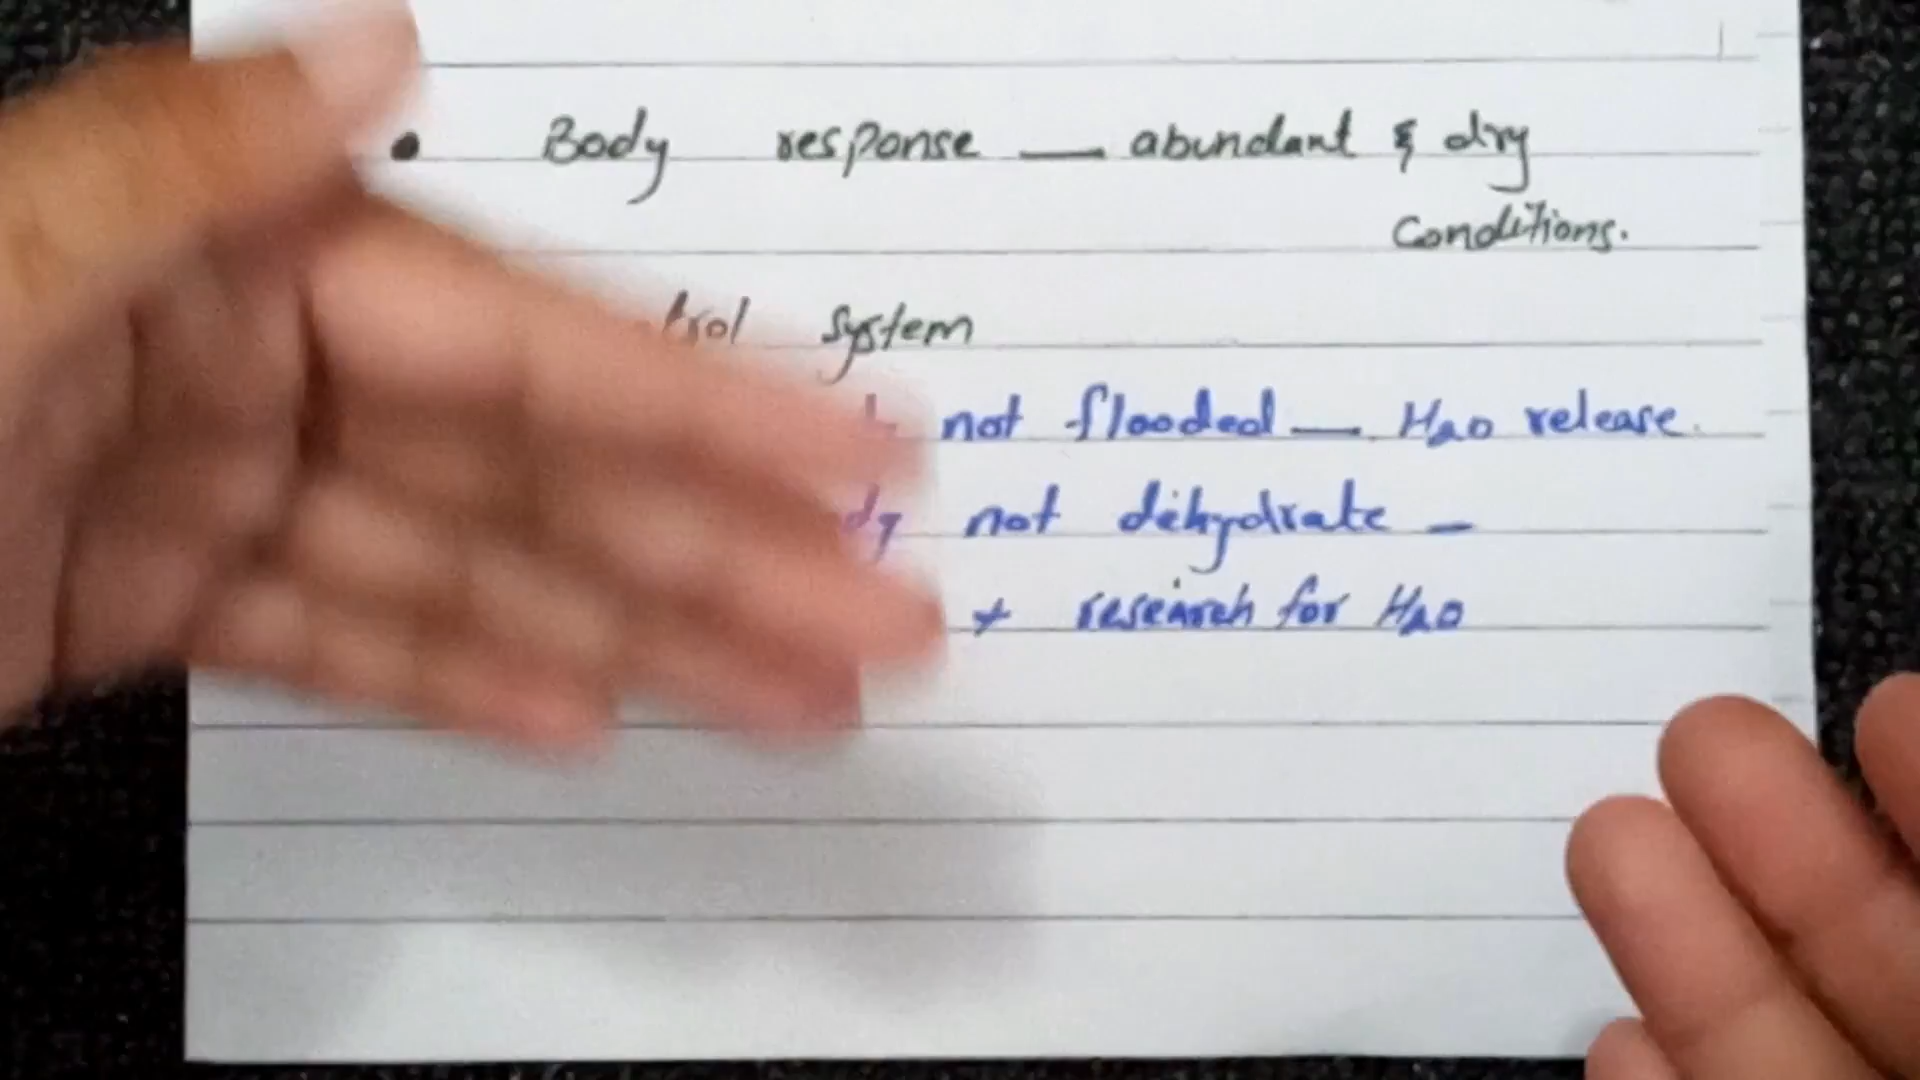 • Body response — abundant & dry
Conditions.
system
not flooded — H2O release.
not dehydrate –
+ research for H2O